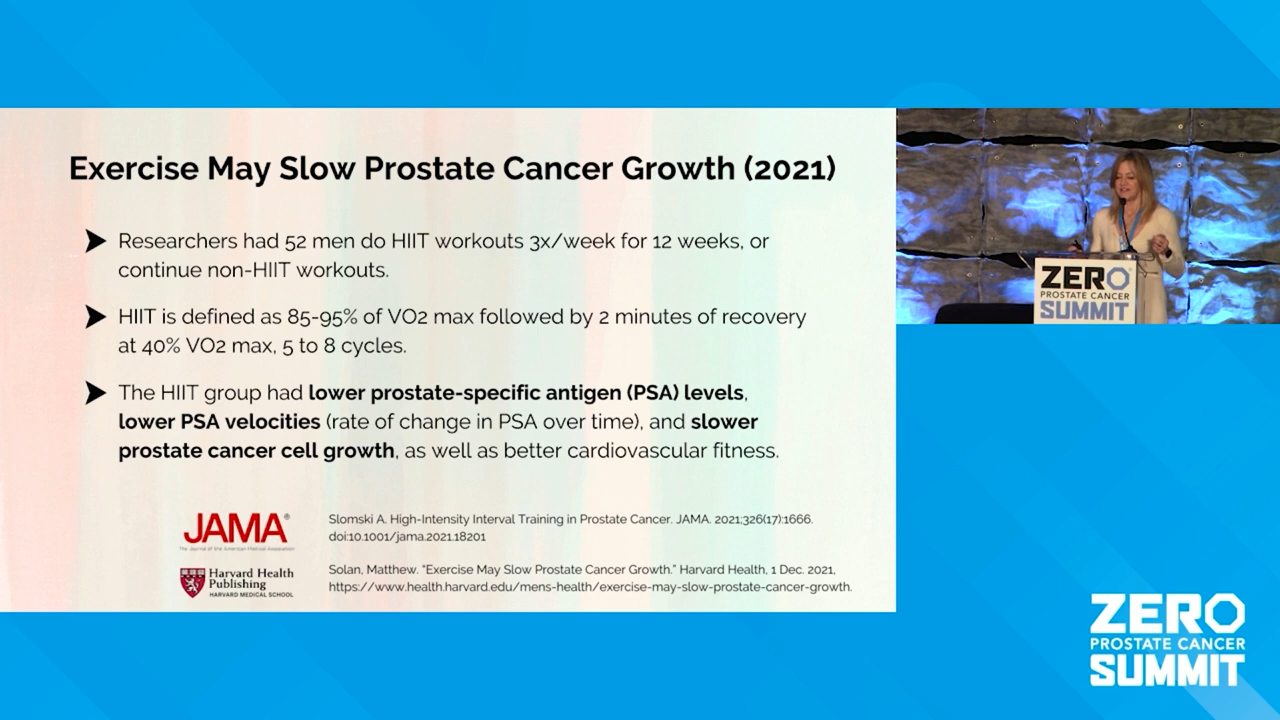 Exercise May Slow Prostate Cancer Growth (2021)
Researchers had 52 men do HIIT workouts 3x/week for 12 weeks, or
continue non-HIIT workouts.
HIIT is defined as 85-95% of VO2 max followed by 2 minutes of recovery
at 40% VO2 max, 5 to 8 cycles.
The HIIT group had lower prostate-specific antigen (PSA) levels,
lower PSA velocities (rate of change in PSA over time), and slower
prostate cancer cell growth, as well as better cardiovascular fitness.
JAMA®
The Journal of the American Medical Association
Slomski A. High-Intensity Interval Training in Prostate Cancer. JAMA. 2021;326(17):1666.
doi:10.1001/jama.2021.18201
Harvard Health
Publishing
HARVARD MEDICAL SCHOOL
Solan, Matthew. “Exercise May Slow Prostate Cancer Growth.” Harvard Health, 1 Dec. 2021,
https://www.health.harvard.edu/mens-health/exercise-may-slow-prostate-cancer-growth.
ZERO
PROSTATE CANCER
SUMMIT
ZERO
PROSTATE CANCER
SUMMIT